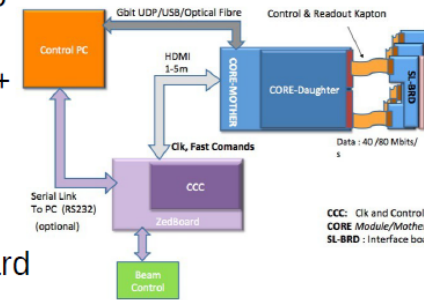 Gbit UDP/USB/Optical Fibre
Control & Readout Kapton
Control PC
HDMI
1-5m
CORE-MOTHER
CORE-Daughter
SL-BRD
+
Data : 40 /80 Mbits/
s
Clk, Fast Comands
CCC
Serial Link
To PC (RS232)
(optional)
ZedBoard
CCC: Clk and Control
CORE Module/Mother
SL-BRD : Interface boa
ard
Beam
Control